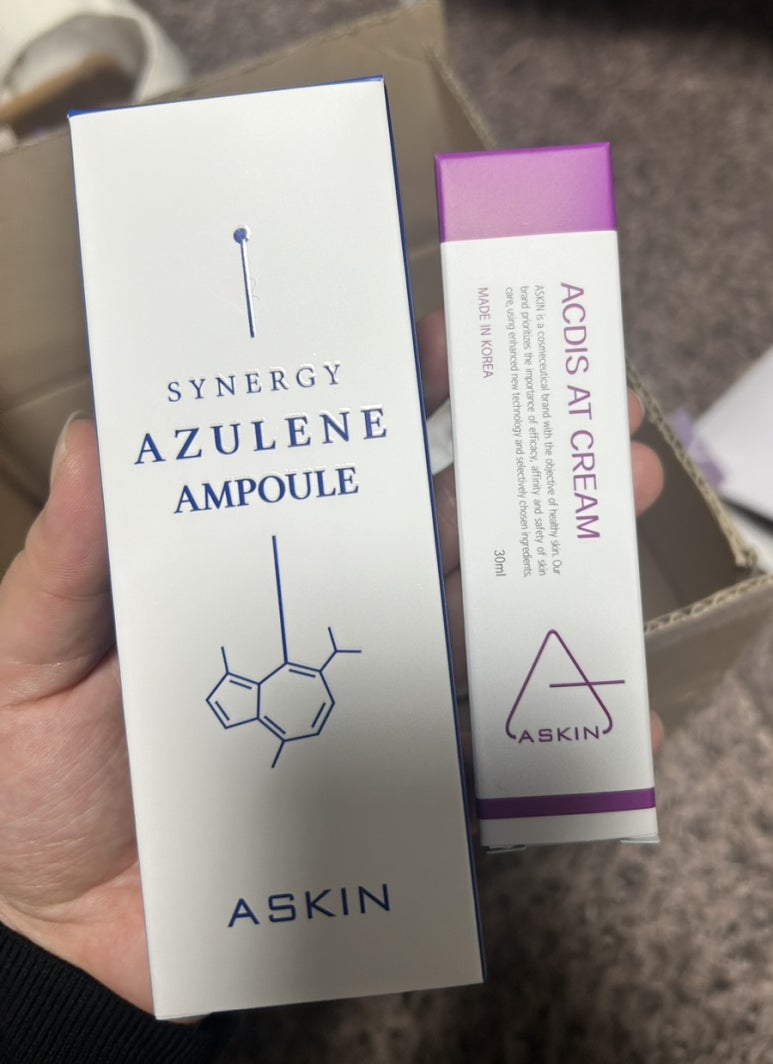 SYNERGY
AZULENE
AMPOULE
ASKIN
ACDIS AT CREAM
ASKIN is a cosmeceutical brand with the objective of healthy skin. Our
brand prioritizes the importance of efficacy, affinity and safety of skin
care, using enhanced new technology and selectively chosen ingredients.
MADE IN KOREA
30ml
ASKIN